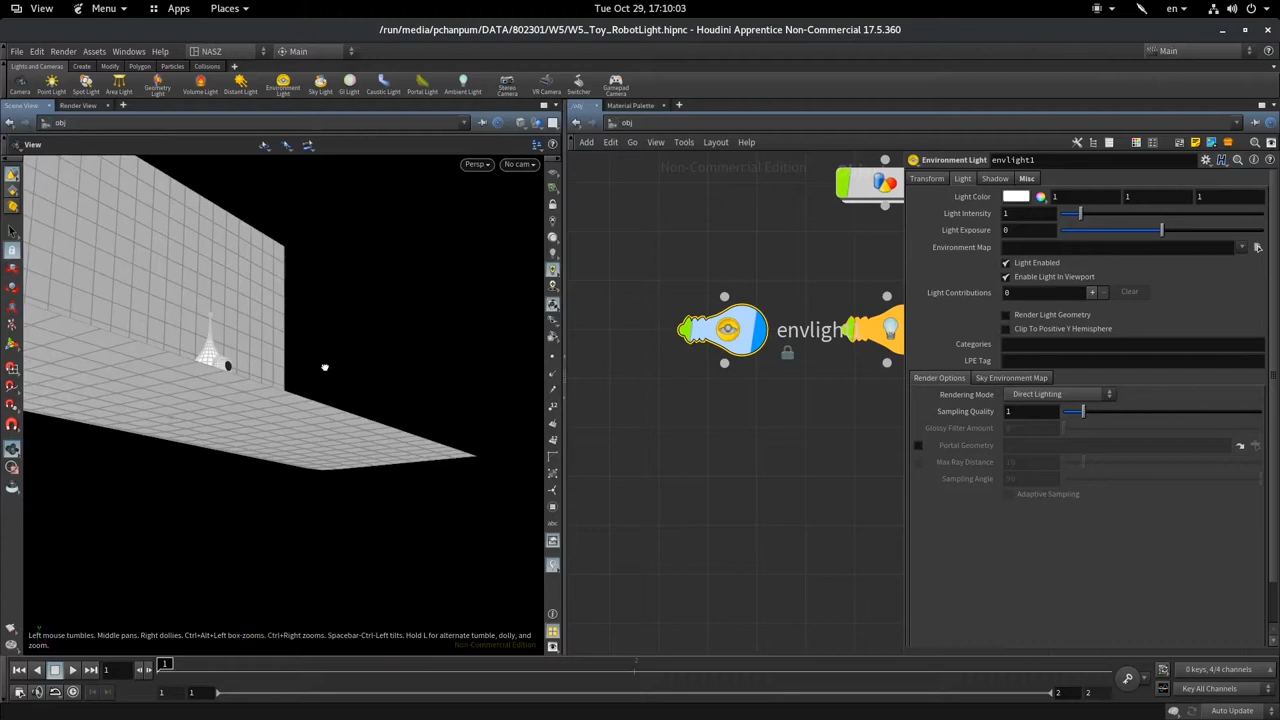 View Menu Apps Places Tue Oct 29, 17:10:03 en
/run/media/pchanpum/DATA/802301/W5/W5_Toy_RobotLight.hipnc - Houdini Apprentice Non-Commercial 17.5.360
File Edit Render Assets Windows Help NASZ Main Main
Lights and Cameras Create Modify Polygon Particles Collisions
Camera Point Light Spot Light Area Light Geometry Light Volume Light Distant Light Environment Light Sky Light GI Light Caustic Light Portal Light Ambient Light Stereo Camera VR Camera Switcher Gamepad Camera
Scene View Render View /obj Material Palette
obj obj
View Add Edit Go View Tools Layout Help
Persp No cam
Non-Commercial Edition
envlight
abc
Left mouse tumbles. Middle pans. Right dollies. Ctrl+Alt+Left box-zooms. Ctrl+Right zooms. Spacebar-Ctrl-Left tilts. Hold L for alternate tumble, dolly, and
zoom.
Non-Commercial Edition
Environment Light envlight1
Transform Light Shadow Misc
Light Color 1 1 1
Light Intensity 1
Light Exposure 0
Environment Map
Light Enabled
Enable Light In Viewport
Light Contributions 0 Clear
Render Light Geometry
Clip To Positive Y Hemisphere
Categories
LPE Tag
Render Options Sky Environment Map
Rendering Mode Direct Lighting
Sampling Quality 1
Glossy Filter Amount
Portal Geometry
Max Ray Distance 10
Sampling Angle 90
Adaptive Sampling
1 1 2 0 keys, 4/4 channels
1 1 2 2 Key All Channels
Auto Update